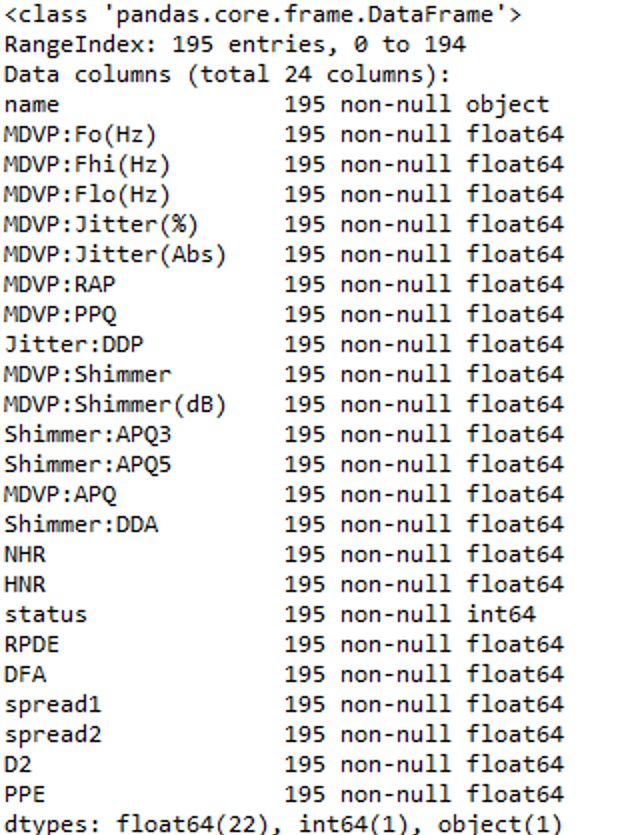 <class 'pandas.core.frame.DataFrame'>
RangeIndex: 195 entries, 0 to 194
Data columns (total 24 columns):
name                195 non-null object
MDVP:Fo(Hz)         195 non-null float64
MDVP:Fhi(Hz)        195 non-null float64
MDVP:Flo(Hz)        195 non-null float64
MDVP:Jitter(%)      195 non-null float64
MDVP:Jitter(Abs)    195 non-null float64
MDVP:RAP            195 non-null float64
MDVP:PPQ            195 non-null float64
Jitter:DDP          195 non-null float64
MDVP:Shimmer        195 non-null float64
MDVP:Shimmer(dB)    195 non-null float64
Shimmer:APQ3        195 non-null float64
Shimmer:APQ5        195 non-null float64
MDVP:APQ            195 non-null float64
Shimmer:DDA         195 non-null float64
NHR                 195 non-null float64
HNR                 195 non-null float64
status              195 non-null int64
RPDE                195 non-null float64
DFA                 195 non-null float64
spread1             195 non-null float64
spread2             195 non-null float64
D2                  195 non-null float64
PPE                 195 non-null float64
dtypes: float64(22), int64(1), object(1)